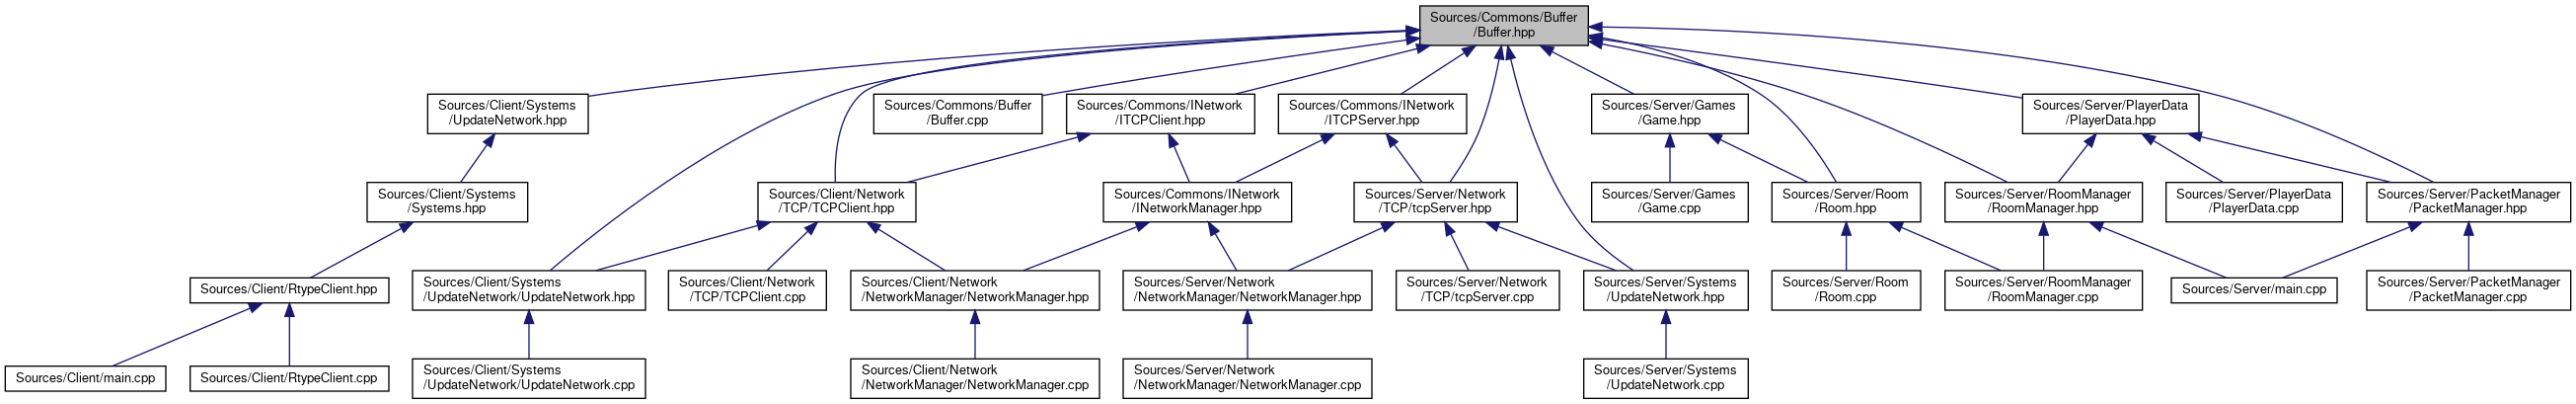 Sources/Commons/Buffer
/Buffer.hpp
Sources/Client/Systems
/UpdateNetwork.hpp
Sources/Commons/Buffer
/Buffer.cpp
Sources/Commons/INetwork
/ITCPClient.hpp
Sources/Commons/INetwork
/ITCPServer.hpp
Sources/Server/Games
/Game.hpp
Sources/Server/PlayerData
/PlayerData.hpp
Sources/Client/Systems
/Systems.hpp
Sources/Client/Network
/TCP/TCPClient.hpp
Sources/Commons/INetwork
/INetworkManager.hpp
Sources/Server/Network
/TCP/tcpServer.hpp
Sources/Server/Games
/Game.cpp
Sources/Server/Room
/Room.hpp
Sources/Server/RoomManager
/RoomManager.hpp
Sources/Server/PlayerData
/PlayerData.cpp
Sources/Server/PacketManager
/PacketManager.hpp
Sources/Client/RtypeClient.hpp
Sources/Client/Systems
/UpdateNetwork/UpdateNetwork.hpp
Sources/Client/Network
/TCP/TCPClient.cpp
Sources/Client/Network
/NetworkManager/NetworkManager.hpp
Sources/Server/Network
/NetworkManager/NetworkManager.hpp
Sources/Server/Network
/TCP/tcpServer.cpp
Sources/Server/Systems
/UpdateNetwork.hpp
Sources/Server/Room
/Room.cpp
Sources/Server/RoomManager
/RoomManager.cpp
Sources/Server/main.cpp
Sources/Server/PacketManager
/PacketManager.cpp
Sources/Client/main.cpp
Sources/Client/RtypeClient.cpp
Sources/Client/Systems
/UpdateNetwork/UpdateNetwork.cpp
Sources/Client/Network
/NetworkManager/NetworkManager.cpp
Sources/Server/Network
/NetworkManager/NetworkManager.cpp
Sources/Server/Systems
/UpdateNetwork.cpp